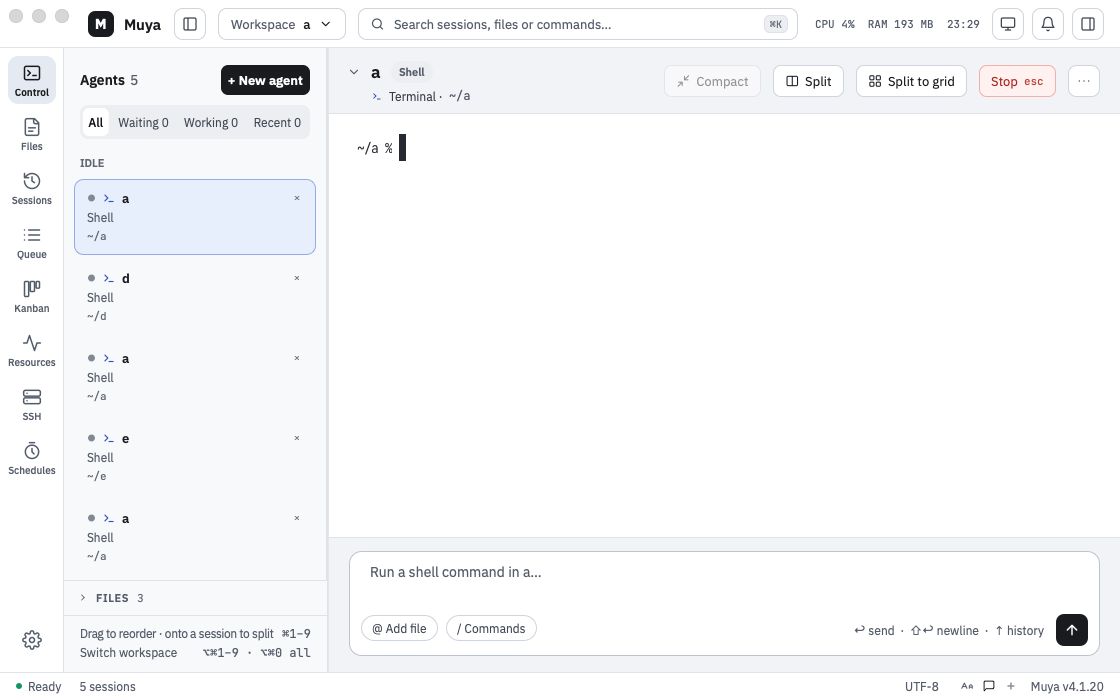 M Muya
Workspace a
Search sessions, files or commands... ⌘K
CPU 4% RAM 193 MB 23:29
Control
Files
Sessions
Queue
Kanban
Resources
SSH
Schedules
Agents 5
+ New agent
All Waiting 0 Working 0 Recent 0
IDLE
a ×
Shell
~/a
d ×
Shell
~/d
a ×
Shell
~/a
e ×
Shell
~/e
a ×
Shell
~/a
FILES 3
Drag to reorder · onto a session to split ⌘1–9
Switch workspace ⌥⌘1–9 · ⌥⌘0 all
a Shell
Terminal · ~/a
Compact
Split
Split to grid
Stop esc
...
~/a %
Run a shell command in a...
@ Add file
/ Commands
↩ send · ⇧↩ newline · ↑ history
Ready 5 sessions
UTF-8 Aa + Muya v4.1.20